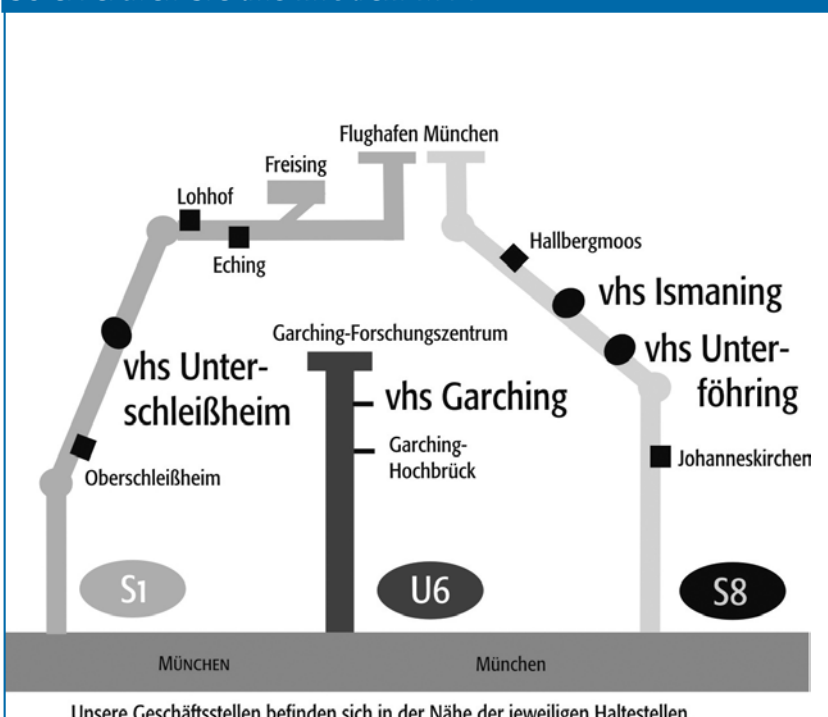 Flughafen München
Freising
Lohhof
Eching
Hallbergmoos
vhs Ismaning
vhs Unter-
föhring
Garching-Forschungszentrum
vhs Unter-
schleißheim
vhs Garching
Garching-
Hochbrück
Johanneskirchen
Oberschleißheim
S1
U6
S8
MÜNCHEN
München
Unsere Geschäftsstellen befinden sich in der Nähe der jeweiligen Haltestellen